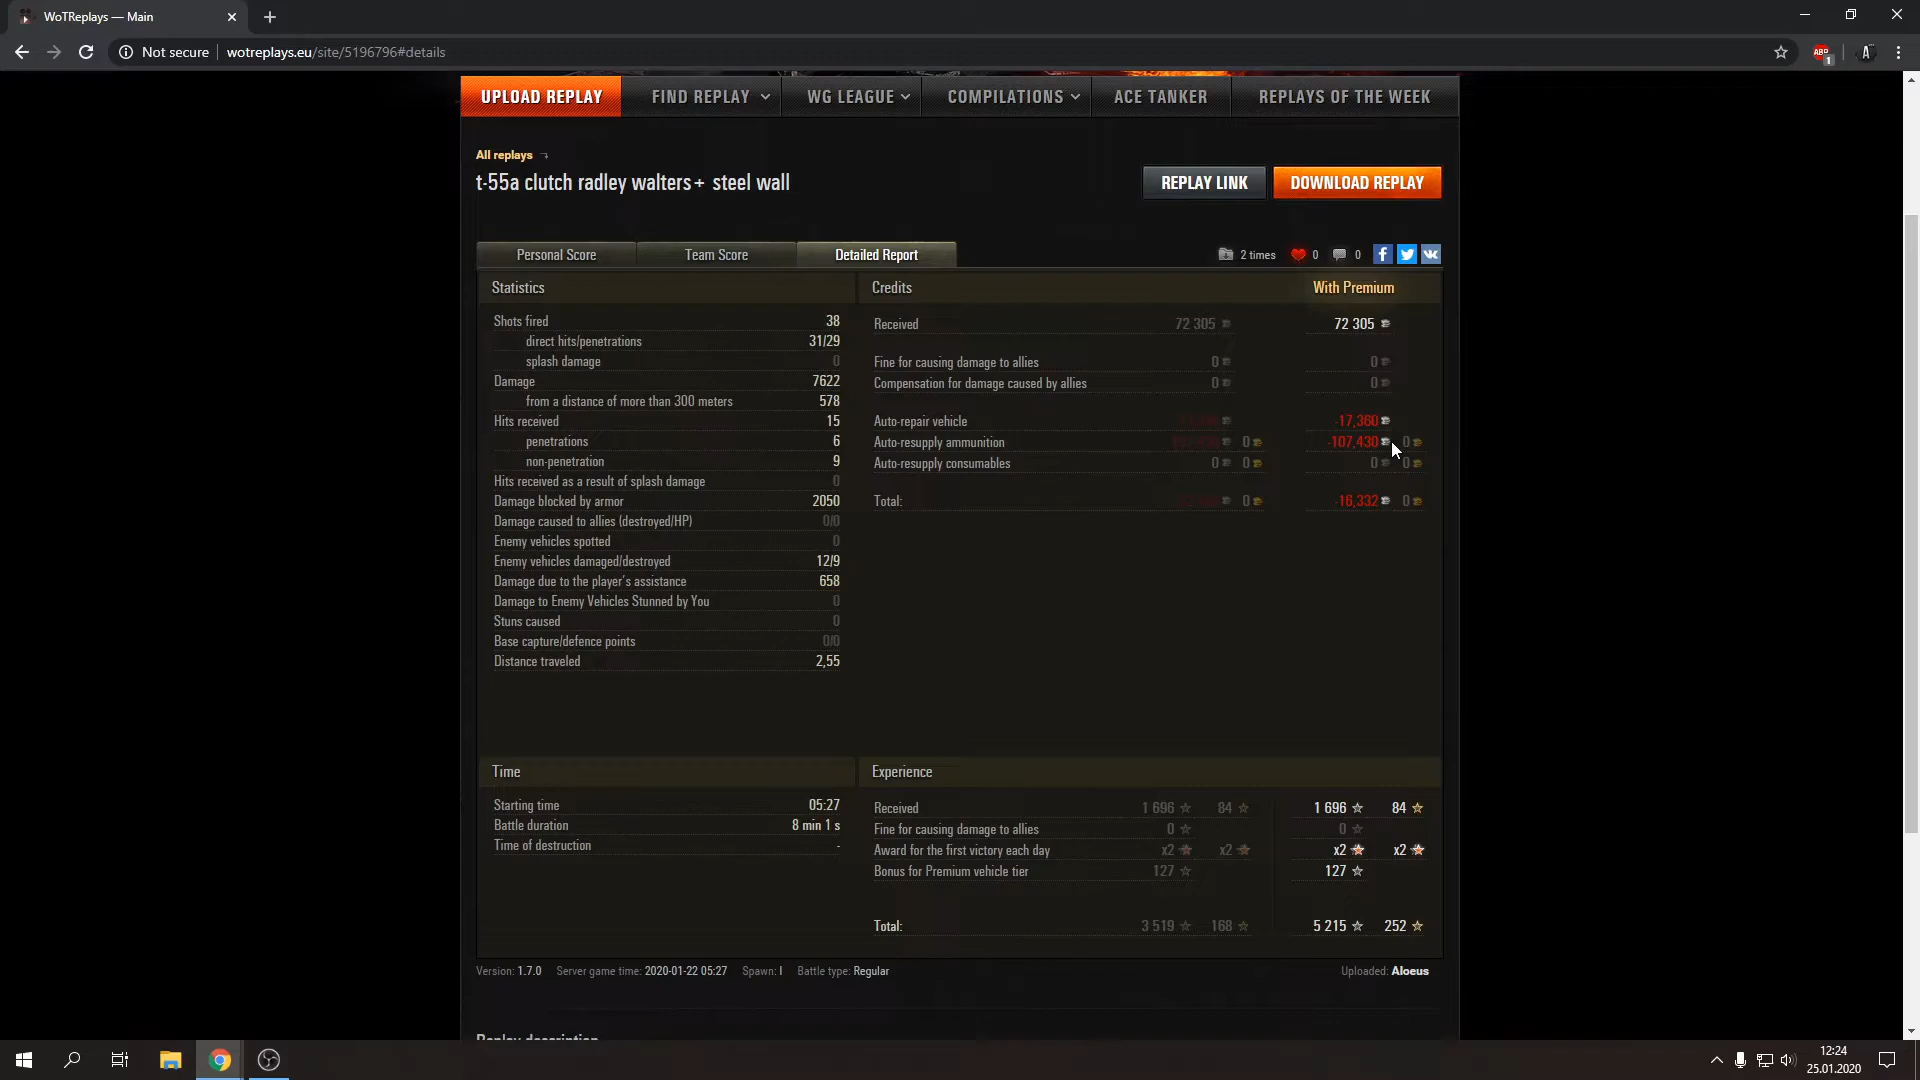 WoTReplays — Main
Not secure wotreplays.eu/site/5196796#details
ABP 1
UPLOAD REPLAY FIND REPLAY WG LEAGUE COMPILATIONS ACE TANKER REPLAYS OF THE WEEK
All replays
t-55a clutch radley walters+ steel wall
REPLAY LINK DOWNLOAD REPLAY
Personal Score Team Score Detailed Report 2 times 0 0
Statistics
Shots fired 38
direct hits/penetrations 31/29
splash damage 0
Damage 7622
from a distance of more than 300 meters 578
Hits received 15
penetrations 6
non-penetration 9
Hits received as a result of splash damage 0
Damage blocked by armor 2050
Damage caused to allies (destroyed/HP) 0/0
Enemy vehicles spotted 0
Enemy vehicles damaged/destroyed 12/9
Damage due to the player's assistance 658
Damage to Enemy Vehicles Stunned by You 0
Stuns caused 0
Base capture/defence points 0/0
Distance traveled 2,55
Credits With Premium
Received 72 305 72 305
Fine for causing damage to allies 0 0
Compensation for damage caused by allies 0 0
Auto-repair vehicle -17,360
Auto-resupply ammunition 0 -107,430 0
Auto-resupply consumables 0 0 0 0
Total: 0 -16,332 0
Time
Starting time 05:27
Battle duration 8 min 1 s
Time of destruction -
Experience
Received 1 696 84 1 696 84
Fine for causing damage to allies 0 0
Award for the first victory each day x2 x2 x2 x2
Bonus for Premium vehicle tier 127 127
Total: 3 519 168 5 215 252
Version: 1.7.0 Server game time: 2020-01-22 05:27 Spawn: I Battle type: Regular Uploaded: Aloeus
Replay description
12:24
25.01.2020